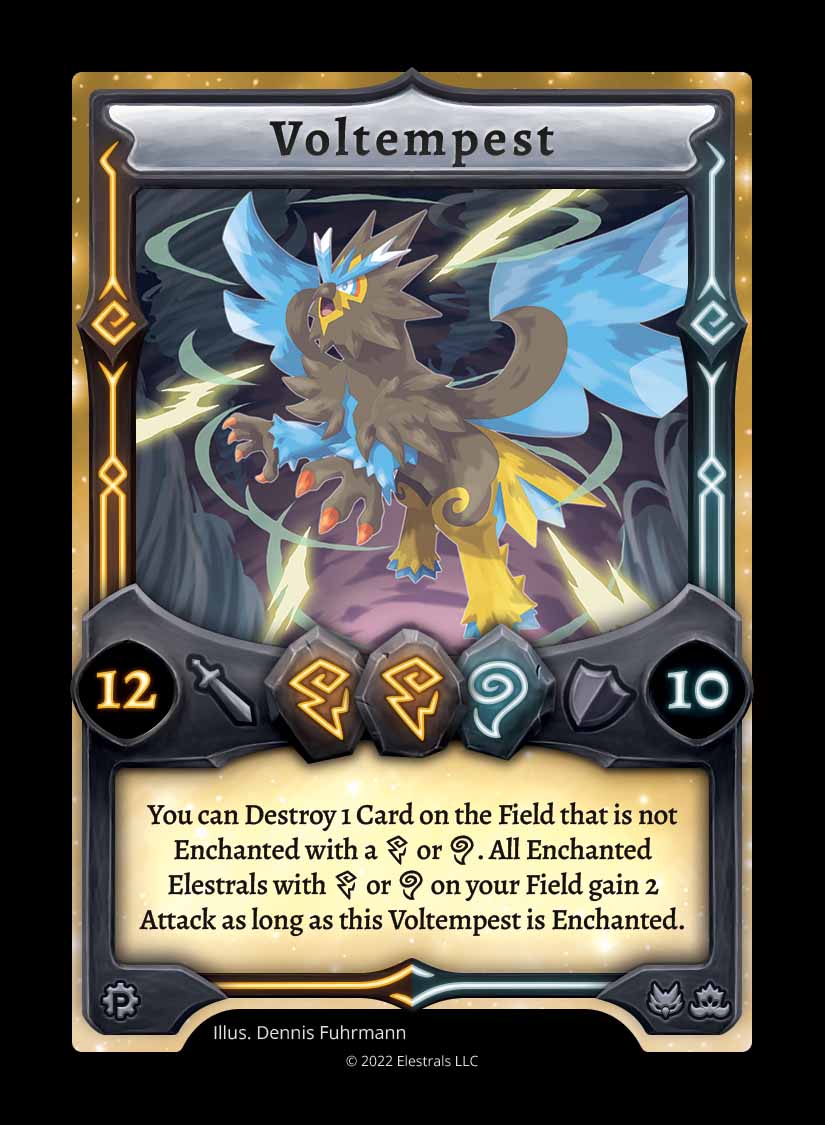 Voltempest
12
10
You can Destroy 1 Card on the Field that is not
Enchanted with a or . All Enchanted
Elestrals with or on your Field gain 2
Attack as long as this Voltempest is Enchanted.
P
Illus. Dennis Fuhrmann
© 2022 Elestrals LLC